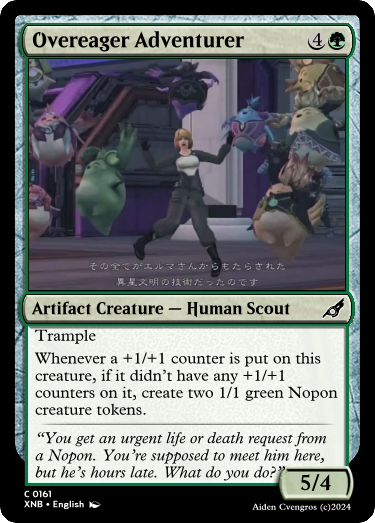 Overeager Adventurer 4
その全てがエルマさんからもたらされた
異星文明の技術だったのです
Artifact Creature — Human Scout
Trample
Whenever a +1/+1 counter is put on this
creature, if it didn't have any +1/+1
counters on it, create two 1/1 green Nopon
creature tokens.
“You get an urgent life or death request from
a Nopon. You're supposed to meet him here,
but he's hours late. What do you do?”
5/4
C 0161
XNB • English
Aiden Cvengros (c)2024